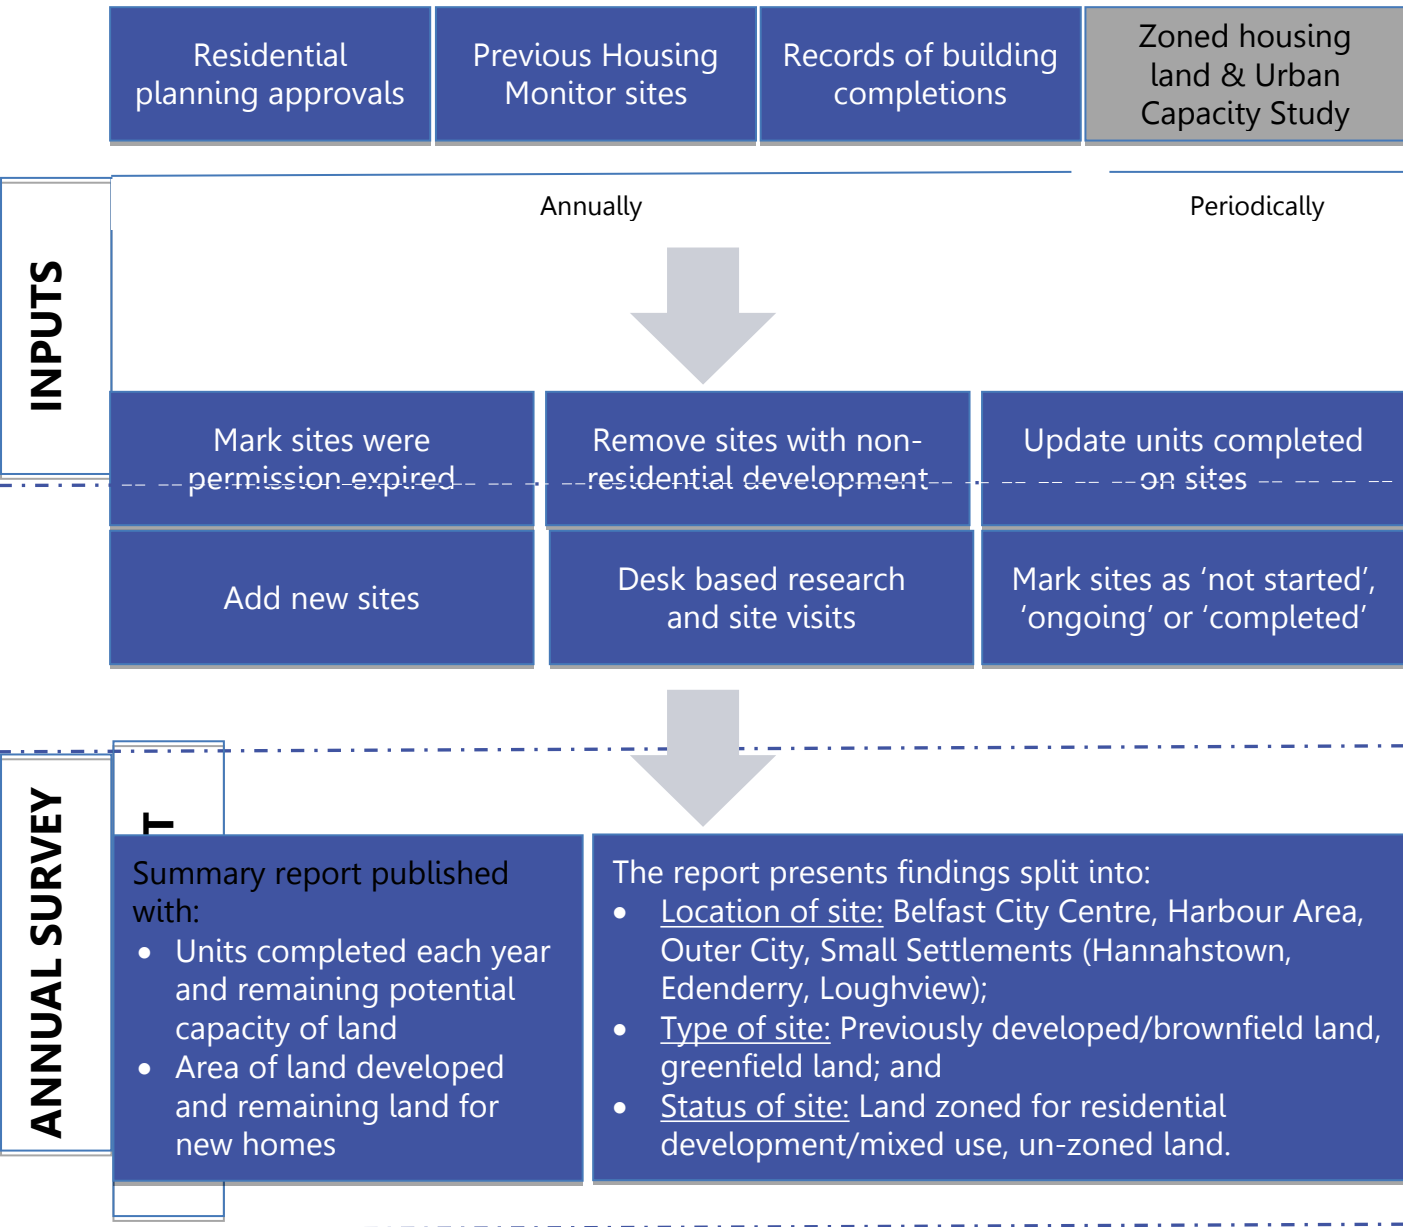 Residential
planning approvals
Previous Housing
Monitor sites
Records of building
completions
Zoned housing
land & Urban
Capacity Study
Annually
Periodically
INPUTS
Mark sites were
permission expired
Remove sites with non-
residential development
Update units completed
on sites
Add new sites
Desk based research
and site visits
Mark sites as ‘not started’,
‘ongoing’ or ‘completed’
ANNUAL SURVEY
T
Summary report published
with:
• Units completed each year
and remaining potential
capacity of land
• Area of land developed
and remaining land for
new homes
The report presents findings split into:
• Location of site: Belfast City Centre, Harbour Area,
Outer City, Small Settlements (Hannahstown,
Edenderry, Loughview);
• Type of site: Previously developed/brownfield land,
greenfield land; and
• Status of site: Land zoned for residential
development/mixed use, un-zoned land.